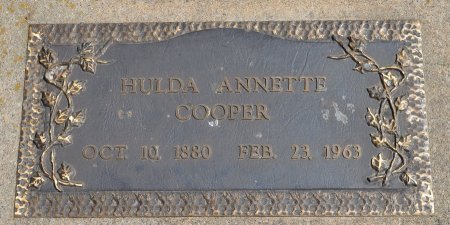 HULDA ANNETTE
COOPER
OCT. 10, 1880 FEB. 23, 1963